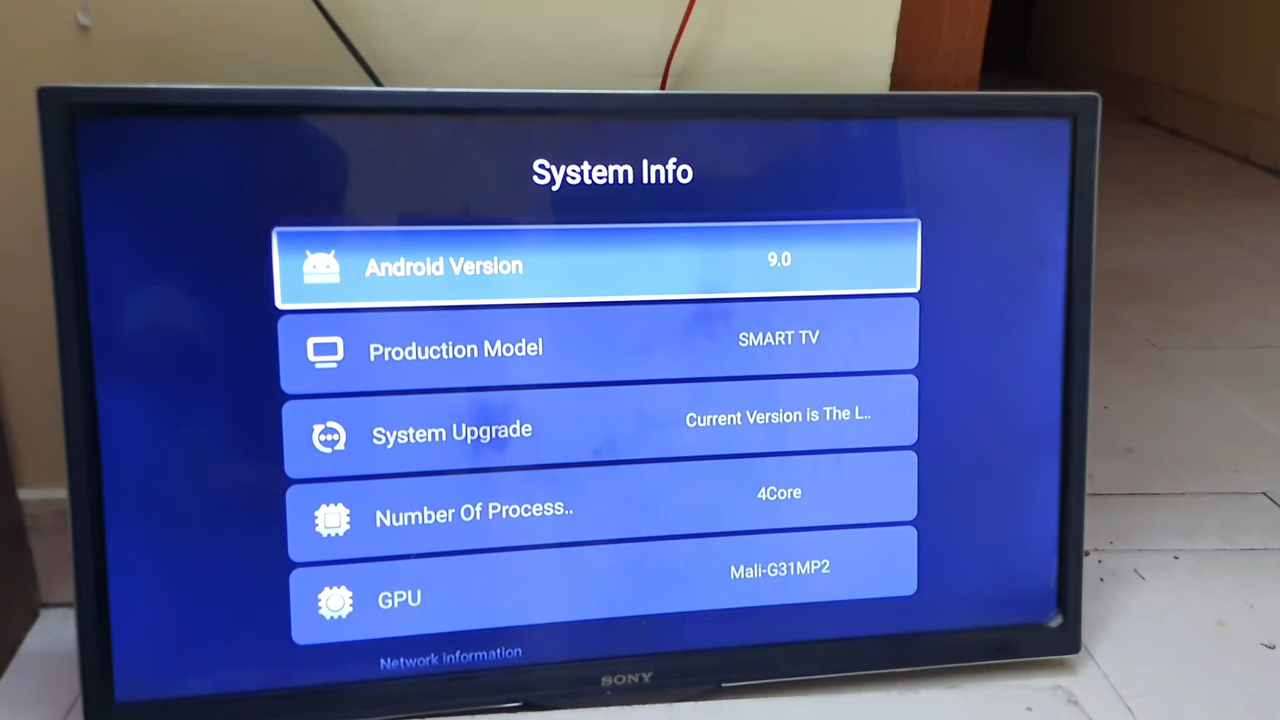 System Info
Android Version 9.0
Production Model SMART TV
System Upgrade Current Version is The L..
Number Of Process.. 4Core
GPU Mali-G31MP2
Network information
SONY